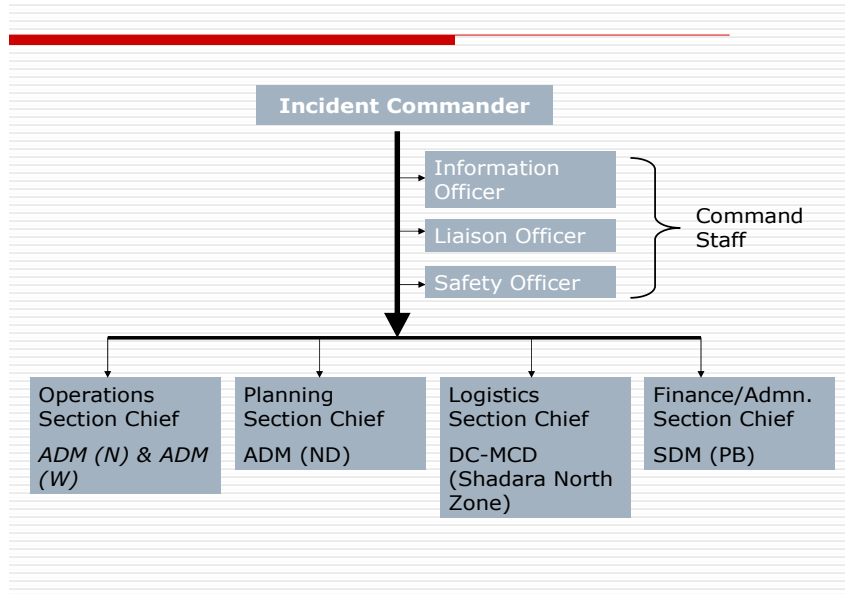 Incident Commander
Information
Officer
Liaison Officer
Safety Officer
Command
Staff
Operations
Section Chief
ADM (N) & ADM
(W)
Planning
Section Chief
ADM (ND)
Logistics
Section Chief
DC-MCD
(Shadara North
Zone)
Finance/Admn.
Section Chief
SDM (PB)